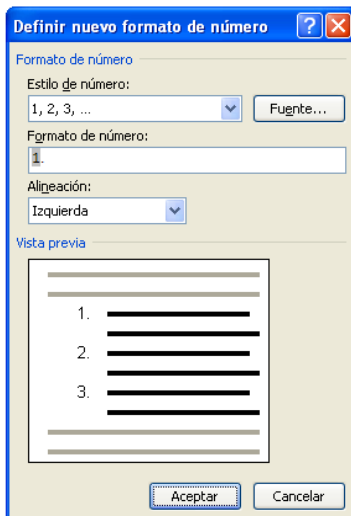 Definir nuevo formato de número
Formato de número
Estilo de número:
1, 2, 3, ... Fuente...
Formato de número:
1.
Alineación:
Izquierda
Vista previa
1.
2.
3.
Aceptar Cancelar